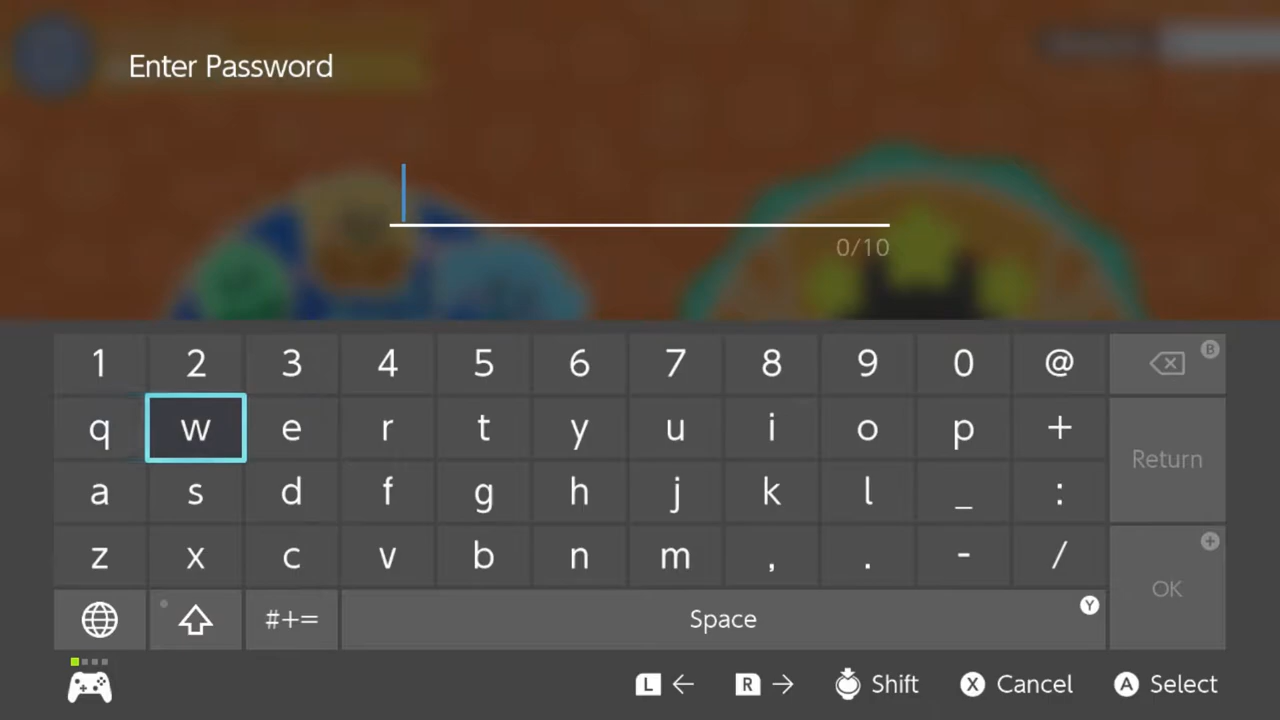 Enter Password
0/10
1 2 3 4 5 6 7 8 9 0 @ B
q w e r t y u i o p +
Return
a s d f g h j k l _ :
z x c v b n m , . - / +
OK
#+= Space Y
L ← R → Shift X Cancel A Select